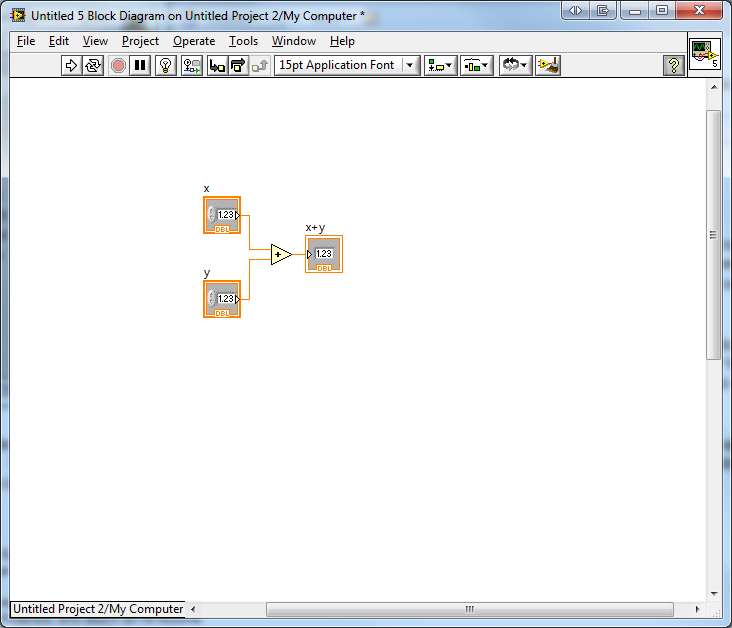 Untitled 5 Block Diagram on Untitled Project 2/My Computer *
File Edit View Project Operate Tools Window Help
15pt Application Font
?
5
x
1.23
DBL
x+y
+
1.23
DBL
y
1.23
DBL
Untitled Project 2/My Computer